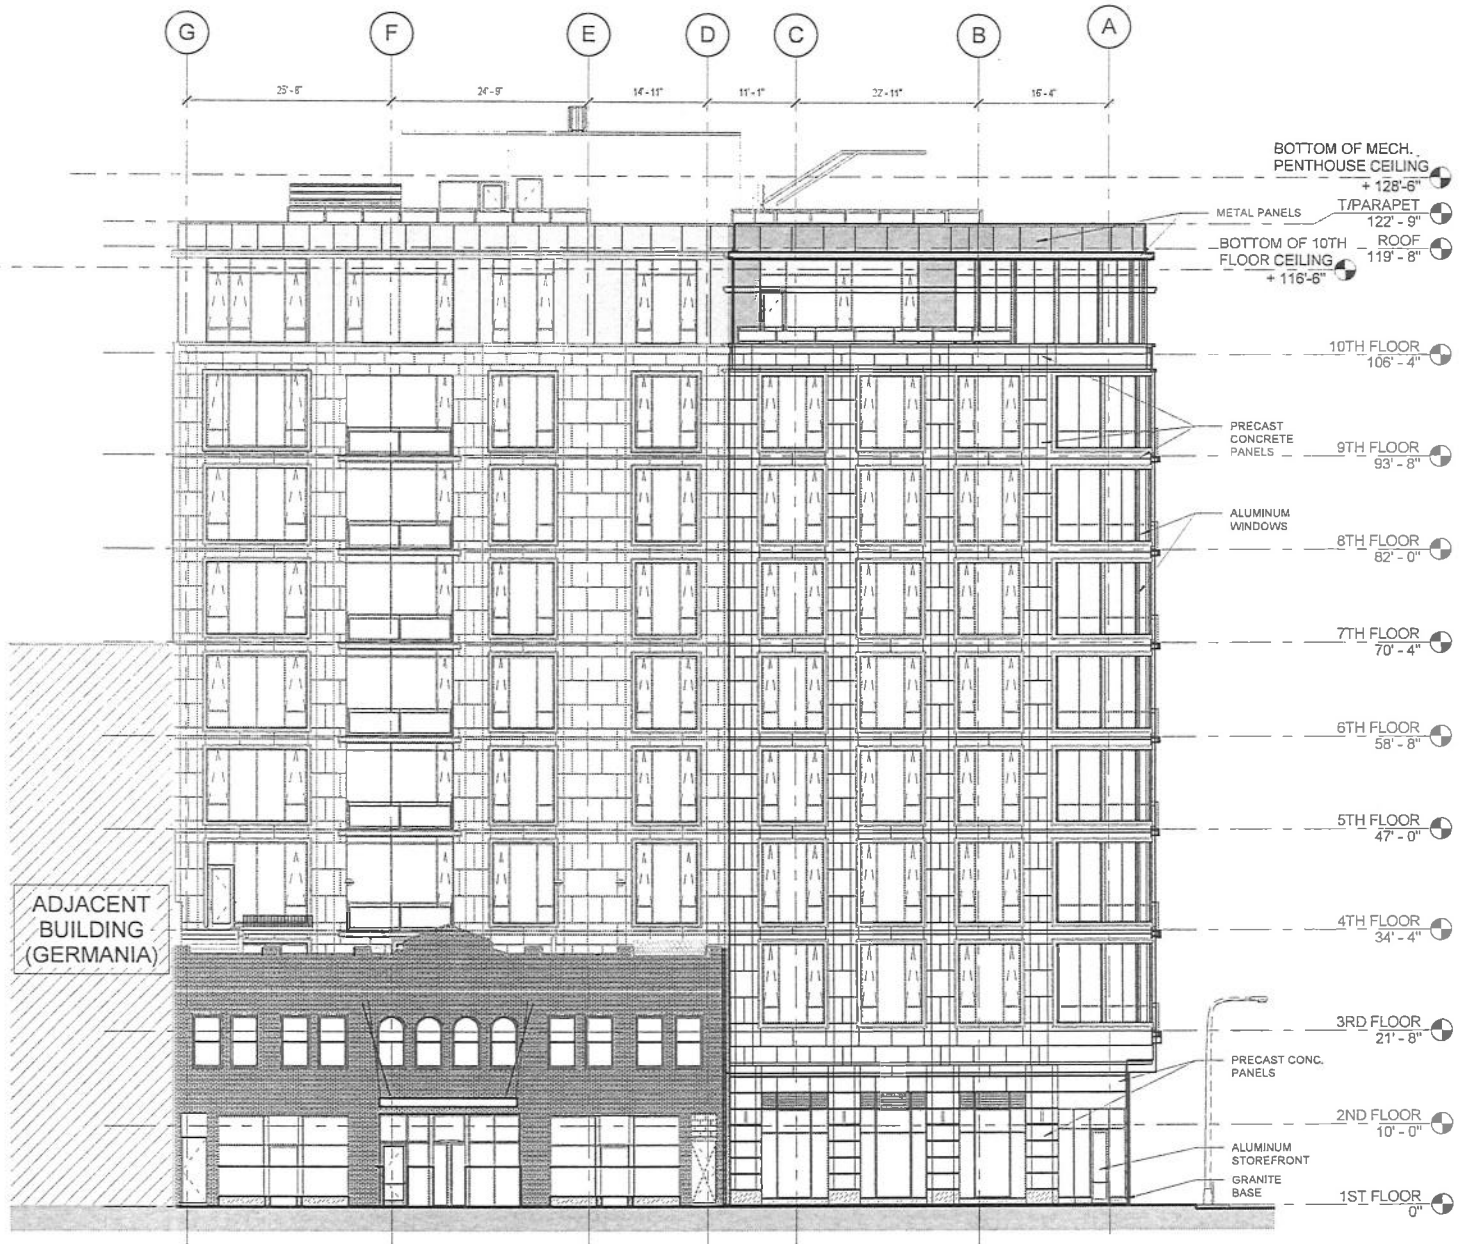 G F E D C B A
25'-8" 24'-9" 14'-11" 11'-1" 22'-11" 16'-4"
BOTTOM OF MECH.
PENTHOUSE CEILING
+ 128'-6"
METAL PANELS
T/PARAPET
122' - 9"
BOTTOM OF 10TH
FLOOR CEILING
+ 116'-6"
ROOF
119' - 8"
10TH FLOOR
106' - 4"
PRECAST
CONCRETE
PANELS
9TH FLOOR
93' - 8"
ALUMINUM
WINDOWS
8TH FLOOR
82' - 0"
7TH FLOOR
70' - 4"
6TH FLOOR
58' - 8"
5TH FLOOR
47' - 0"
ADJACENT
BUILDING
(GERMANIA)
4TH FLOOR
34' - 4"
3RD FLOOR
21' - 8"
PRECAST CONC.
PANELS
2ND FLOOR
10' - 0"
ALUMINUM
STOREFRONT
GRANITE
BASE
1ST FLOOR
0"